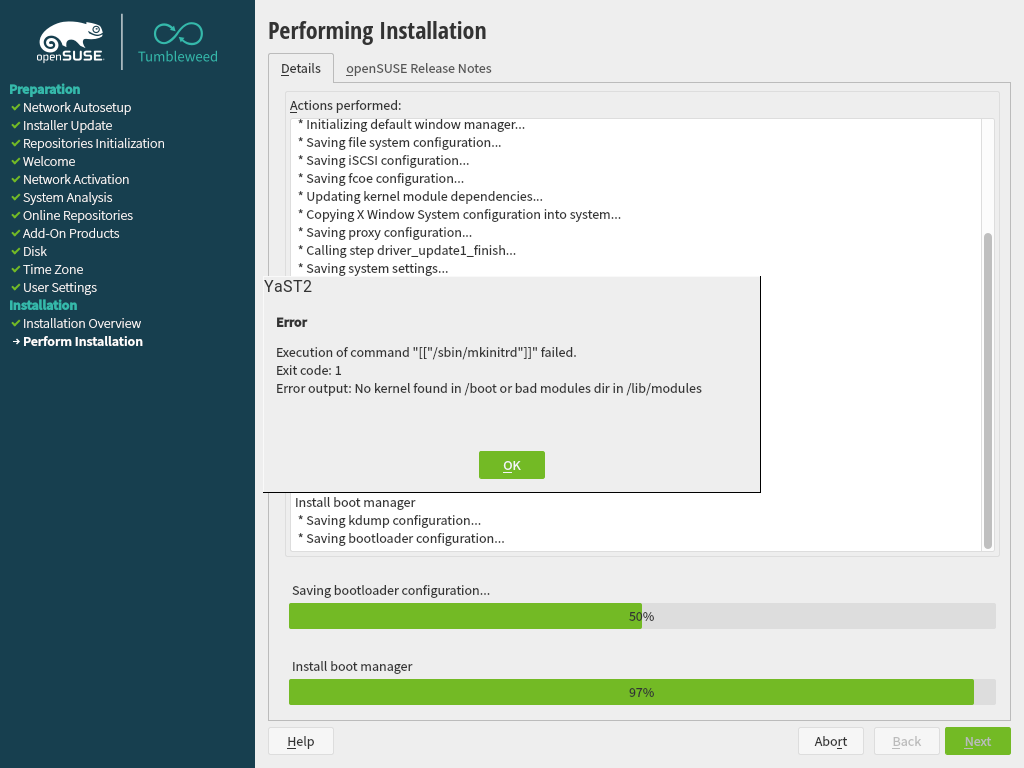 openSUSE
Tumbleweed
Preparation
Network Autosetup
Installer Update
Repositories Initialization
Welcome
Network Activation
System Analysis
Online Repositories
Add-On Products
Disk
Time Zone
User Settings
Installation
Installation Overview
Perform Installation
Performing Installation
Details
openSUSE Release Notes
Actions performed:
* Initializing default window manager...
* Saving file system configuration...
* Saving iSCSI configuration...
* Saving fcoe configuration...
* Updating kernel module dependencies...
* Copying X Window System configuration into system...
* Saving proxy configuration...
* Calling step driver_update1_finish...
* Saving system settings...
YaST2
Error
Execution of command "[["/sbin/mkinitrd"]]" failed.
Exit code: 1
Error output: No kernel found in /boot or bad modules dir in /lib/modules
OK
Install boot manager
* Saving kdump configuration...
* Saving bootloader configuration...
Saving bootloader configuration...
50%
Install boot manager
97%
Help
Abort
Back
Next